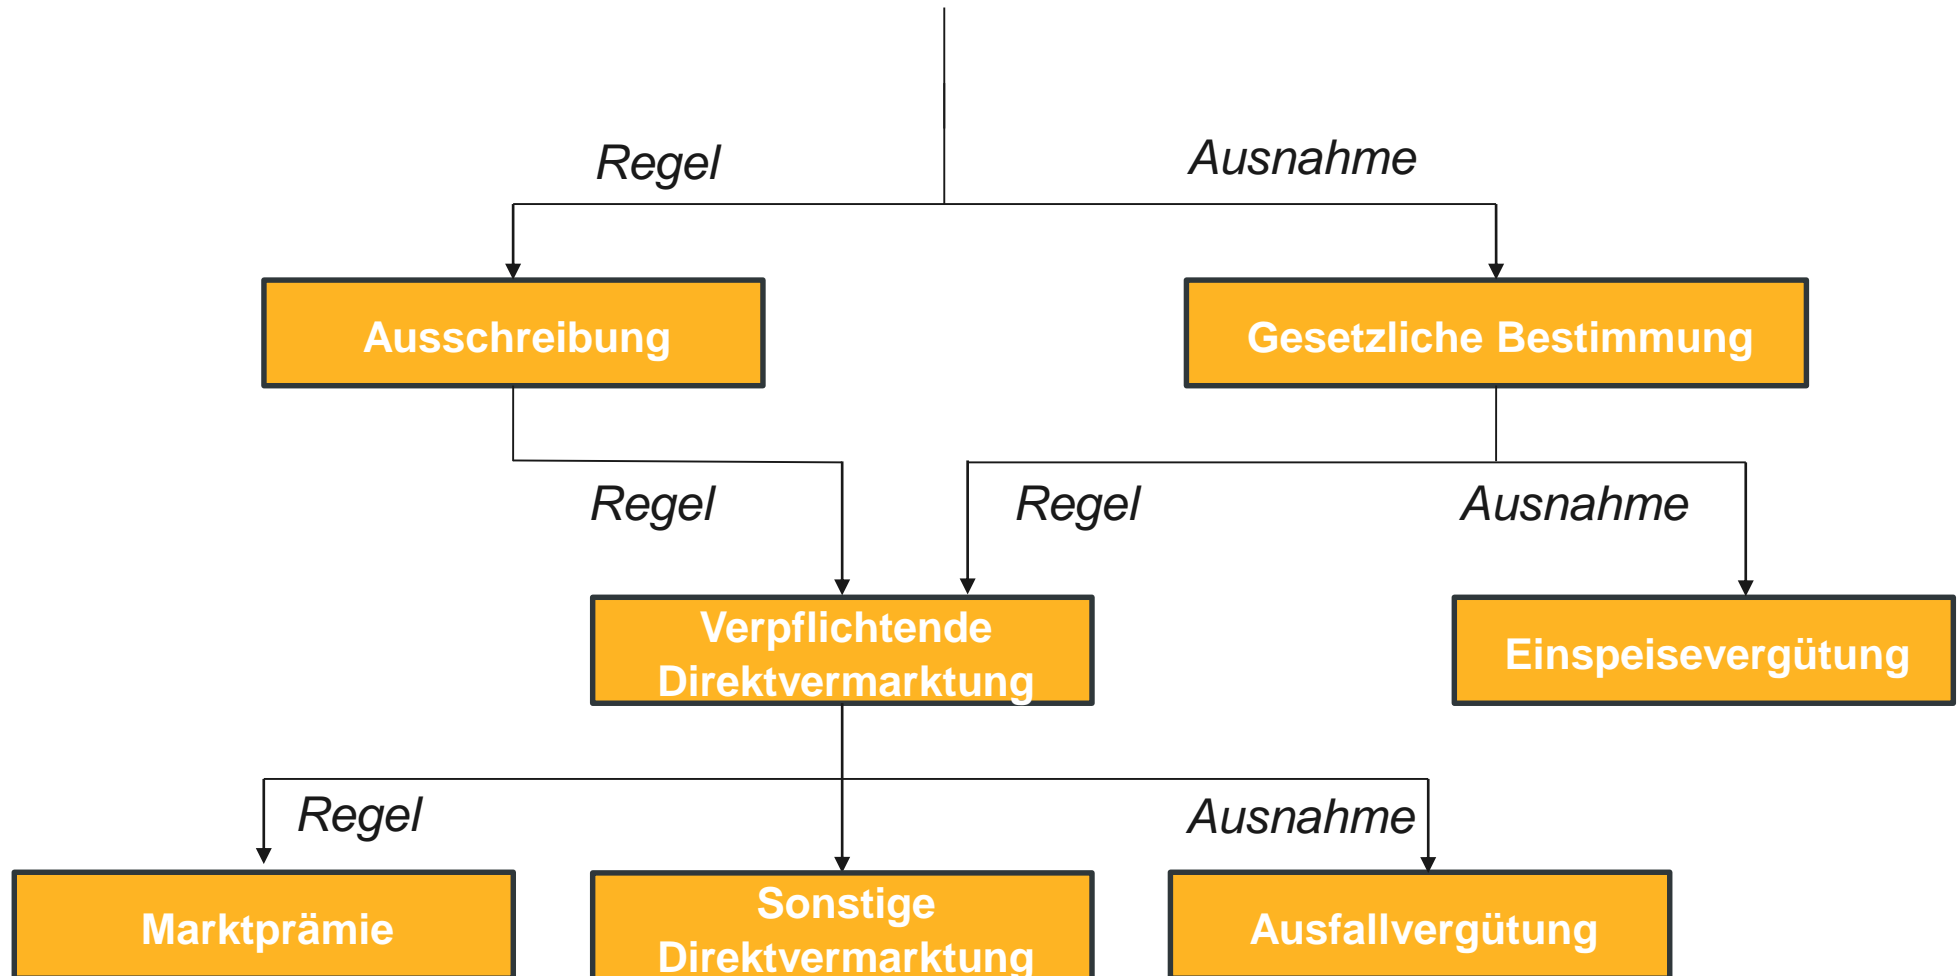 Regel
Ausnahme
Ausschreibung
Gesetzliche Bestimmung
Regel
Regel
Ausnahme
Verpflichtende
Direktvermarktung
Einspeisevergütung
Regel
Ausnahme
Marktprämie
Sonstige
Direktvermarktung
Ausfallvergütung